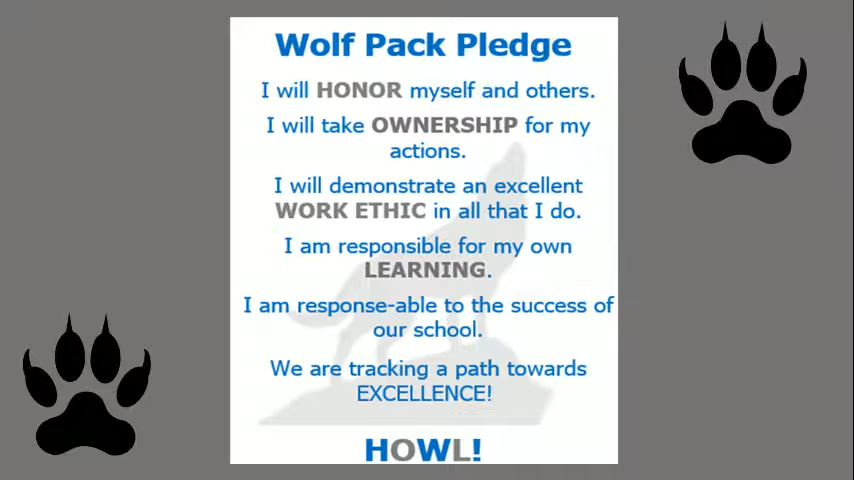 Wolf Pack Pledge
I will HONOR myself and others.
I will take OWNERSHIP for my
actions.
I will demonstrate an excellent
WORK ETHIC in all that I do.
I am responsible for my own
LEARNING.
I am response-able to the success of
our school.
We are tracking a path towards
EXCELLENCE!
HOWL!